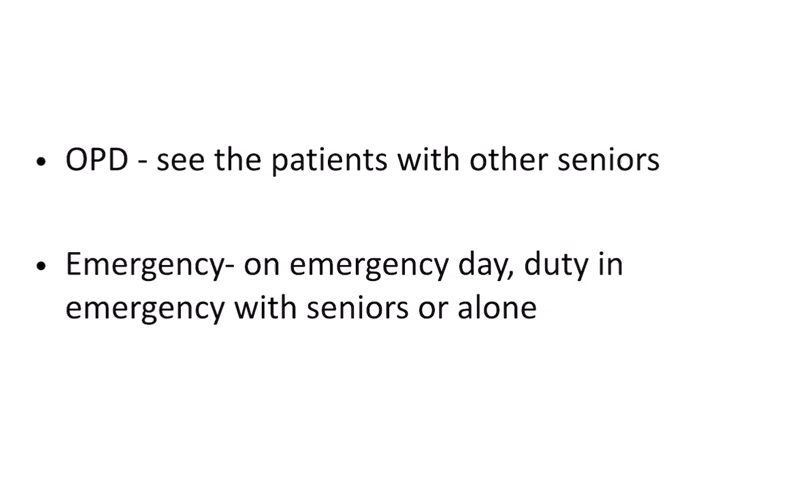 • OPD - see the patients with other seniors
• Emergency- on emergency day, duty in
emergency with seniors or alone